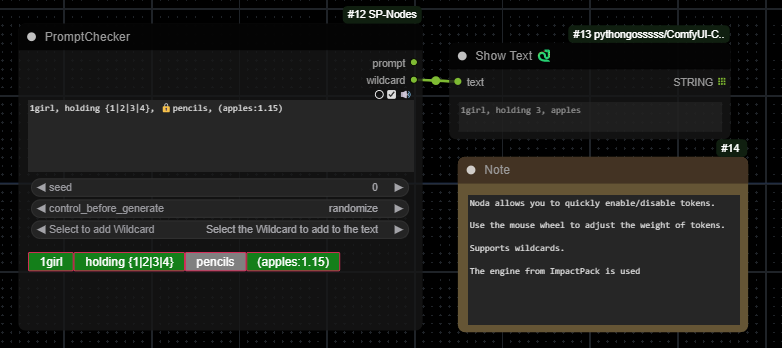 #12 SP-Nodes
PromptChecker
prompt
wildcard
1girl, holding {1|2|3|4}, 🔒pencils, (apples:1.15)
seed 0
control_before_generate randomize
Select to add Wildcard Select the Wildcard to add to the text
1girl holding {1|2|3|4} pencils (apples:1.15)
#13 pythongosssss/ComfyUI-C..
Show Text
text STRING
1girl, holding 3, apples
#14
Note
Noda allows you to quickly enable/disable tokens.
Use the mouse wheel to adjust the weight of tokens.
Supports wildcards.
The engine from ImpactPack is used